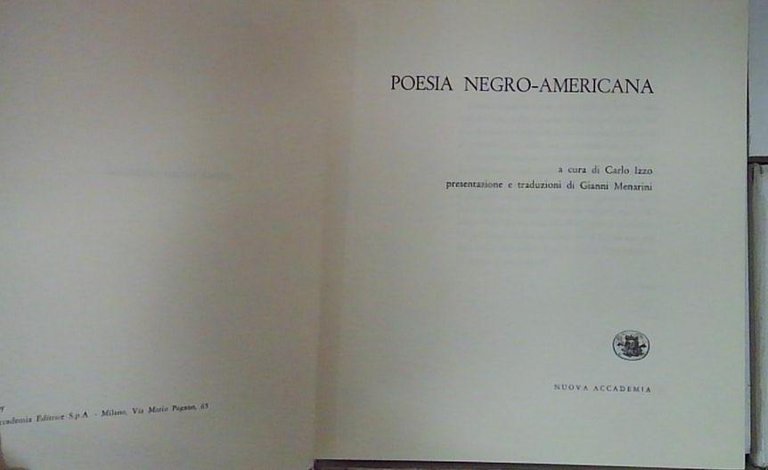 Accademia Editrice S.p.A. - Milano, Via Mario Pagano, 65
POESIA NEGRO-AMERICANA
a cura di Carlo Izzo
presentazione e traduzioni di Gianni Menarini
NUOVA ACCADEMIA